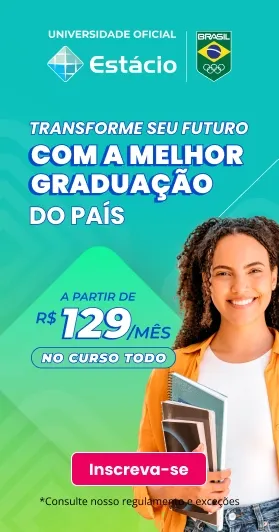 UNIVERSIDADE OFICIAL
Estácio
BRASIL
TRANSFORME SEU FUTURO
COM A MELHOR
GRADUAÇÃO
DO PAÍS
A PARTIR DE
R$ 129/MÊS
NO CURSO TODO
Inscreva-se
*Consulte nosso regulamento e exceções